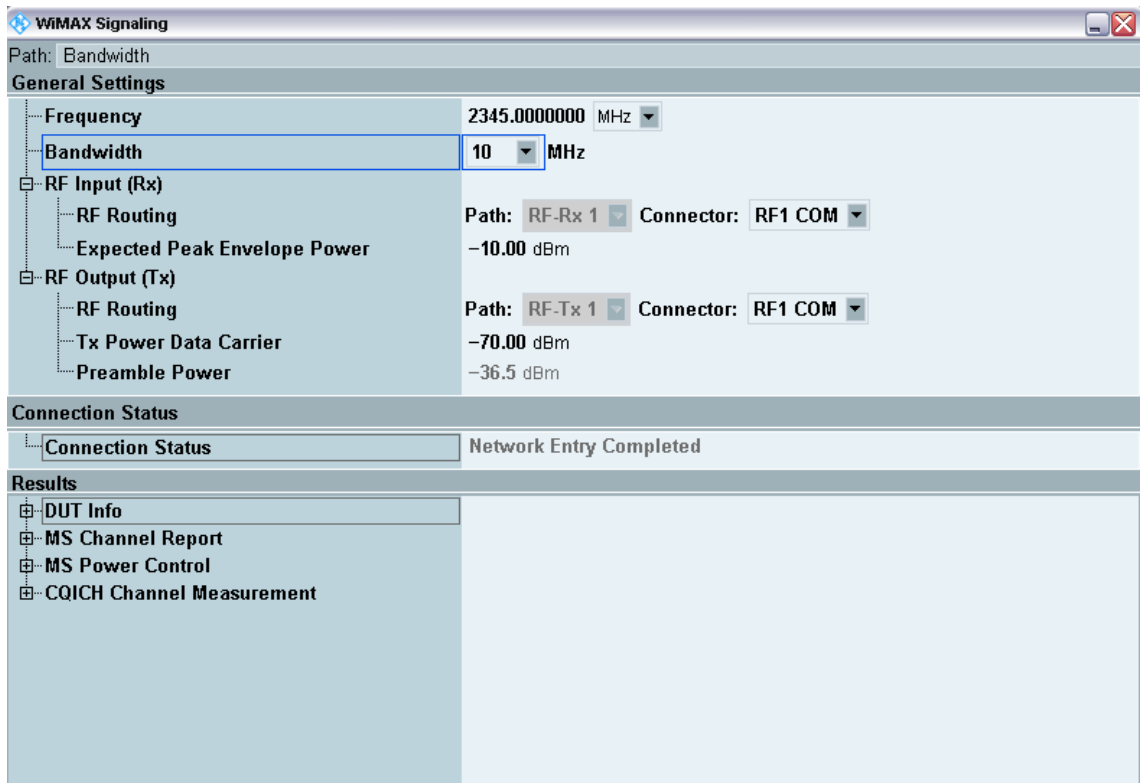 WiMAX Signaling
Path: Bandwidth
General Settings
Frequency 2345.0000000 MHz
Bandwidth 10 MHz
RF Input (Rx)
RF Routing Path: RF-Rx 1 Connector: RF1 COM
Expected Peak Envelope Power −10.00 dBm
RF Output (Tx)
RF Routing Path: RF-Tx 1 Connector: RF1 COM
Tx Power Data Carrier −70.00 dBm
Preamble Power −36.5 dBm
Connection Status
Connection Status Network Entry Completed
Results
DUT Info
MS Channel Report
MS Power Control
CQICH Channel Measurement